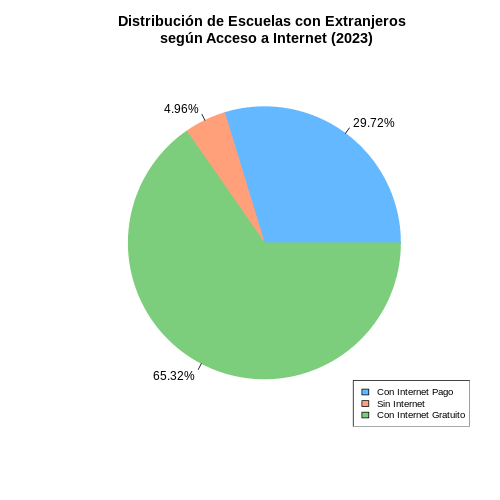 Distribución de Escuelas con Extranjeros
según Acceso a Internet (2023)
4.96%
29.72%
65.32%
Con Internet Pago
Sin Internet
Con Internet Gratuito